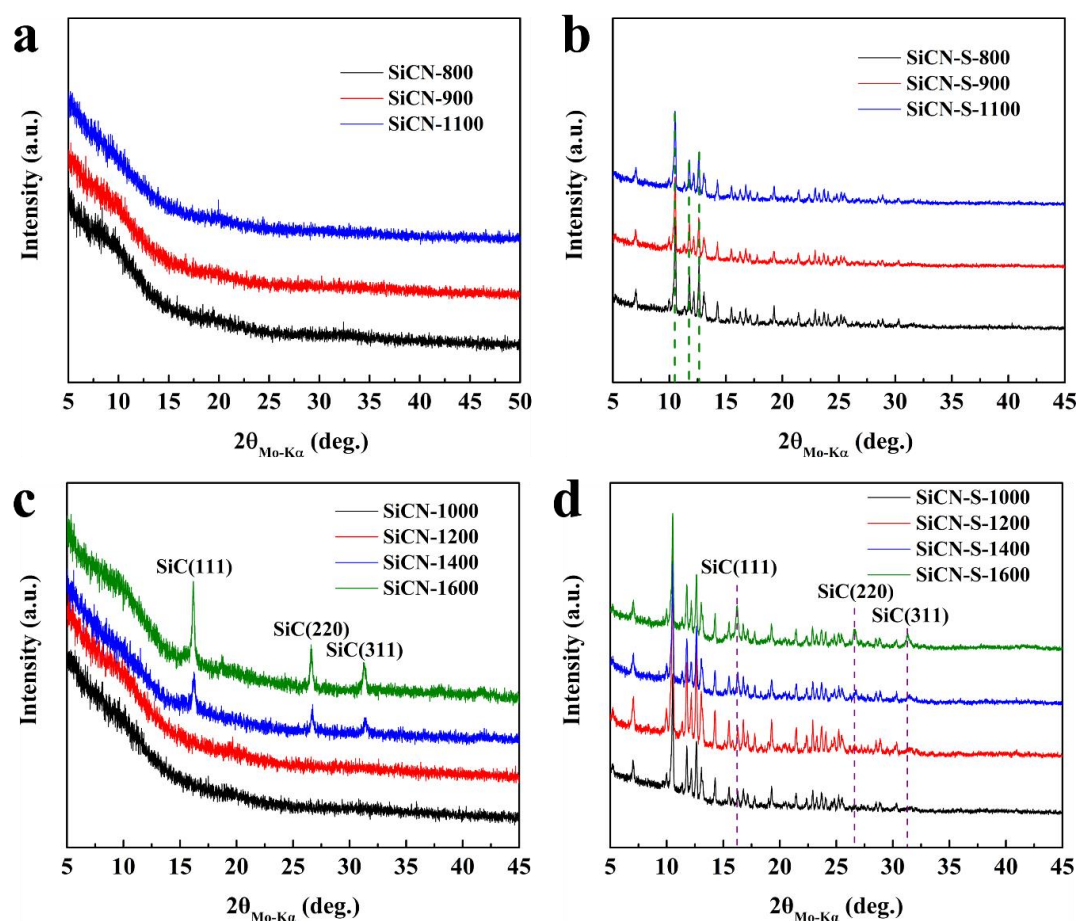 a
SiCN-800
SiCN-900
SiCN-1100
Intensity (a.u.)
5 10 15 20 25 30 35 40 45 50
2θMo-Kα (deg.)
b
SiCN-S-800
SiCN-S-900
SiCN-S-1100
Intensity (a.u.)
5 10 15 20 25 30 35 40 45
2θMo-Kα (deg.)
c
SiCN-1000
SiCN-1200
SiCN-1400
SiCN-1600
SiC(111)
SiC(220)
SiC(311)
Intensity (a.u.)
5 10 15 20 25 30 35 40 45
2θMo-Kα (deg.)
d
SiCN-S-1000
SiCN-S-1200
SiCN-S-1400
SiCN-S-1600
SiC(111)
SiC(220)
SiC(311)
Intensity (a.u.)
5 10 15 20 25 30 35 40 45
2θMo-Kα (deg.)